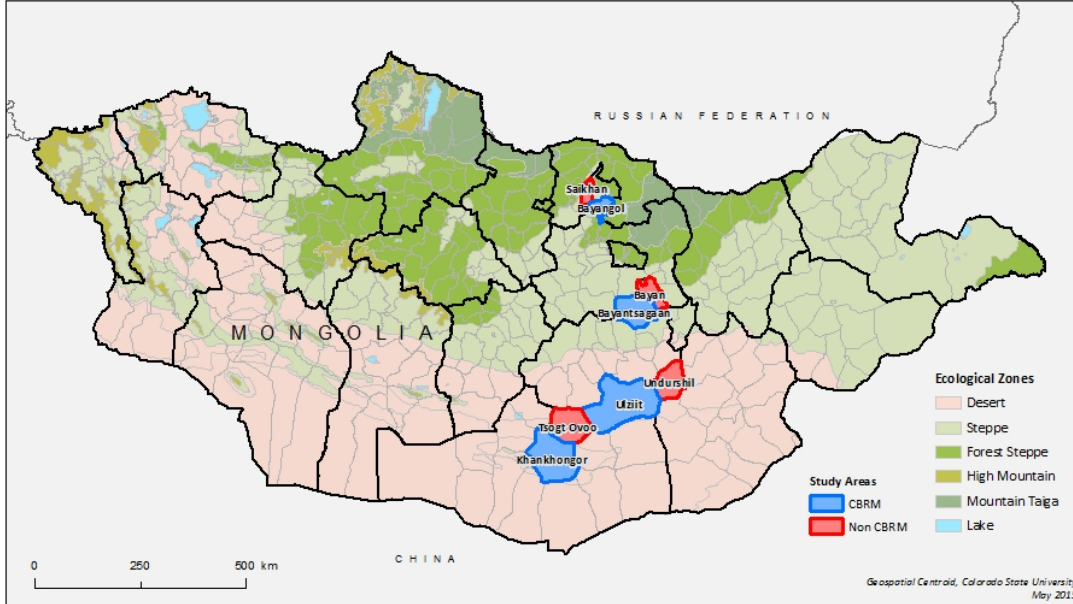 RUSSIAN FEDERATION
Saikhan
Bayangol
Bayan
Bayantsagaan
MONGOLIA
Undurshil
Ulziit
Tsogt Ovoo
Khankhongor
Ecological Zones
Desert
Steppe
Forest Steppe
High Mountain
Mountain Taiga
Lake
Study Areas
CBRM
Non CBRM
CHINA
0 250 500 km
Geospatial Centroid, Colorado State University